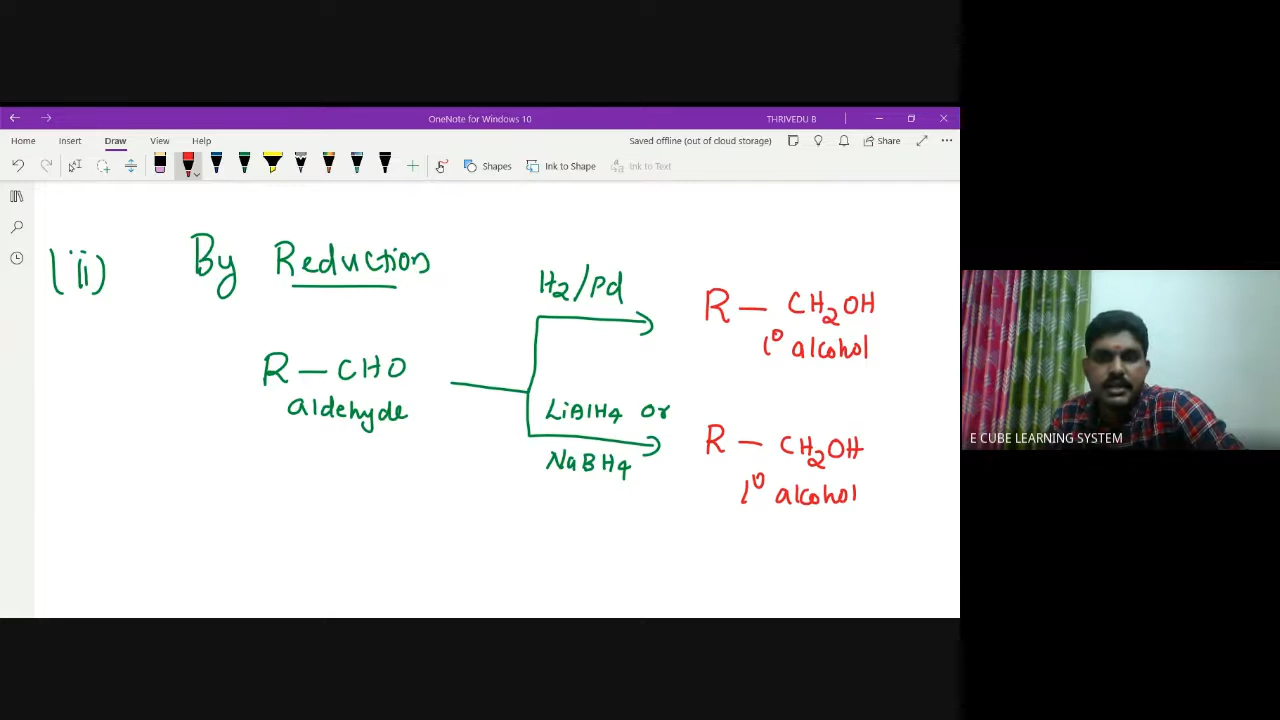 OneNote for Windows 10
THRIVEDU B
Home Insert Draw View Help
Saved offline (out of cloud storage)
Share
Shapes
Ink to Shape
Ink to Text
(ii) By Reduction
H2/Pd
R — CH2OH
1° alcohol
R — CHO
aldehyde
LiAlH4 or
NaBH4
R — CH2OH
1° alcohol
E CUBE LEARNING SYSTEM